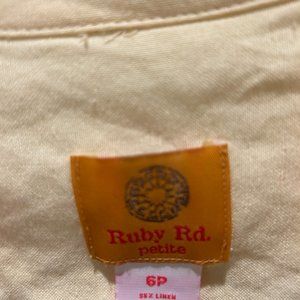 Ruby Rd.
petite
6P
55% LINEN